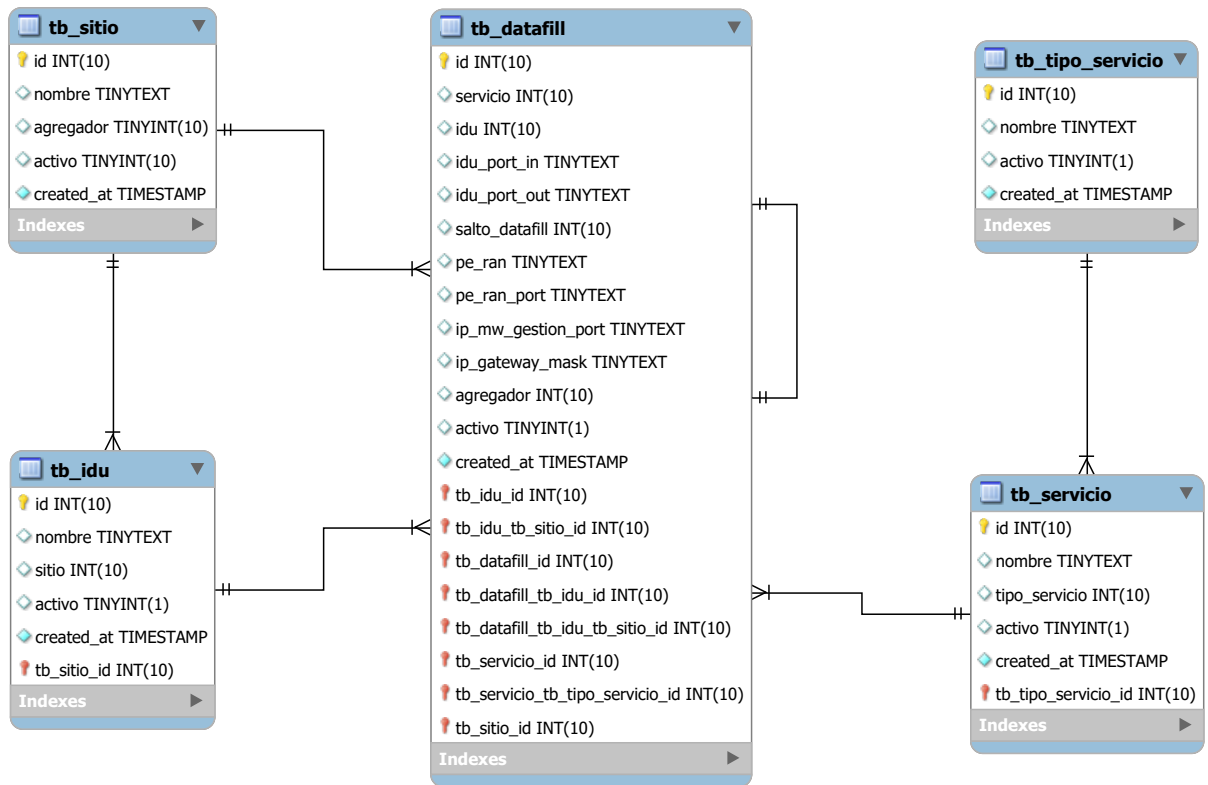 tb_sitio
id INT(10)
nombre TINYTEXT
agregador TINYINT(10)
activo TINYINT(10)
created_at TIMESTAMP
Indexes
tb_idu
id INT(10)
nombre TINYTEXT
sitio INT(10)
activo TINYINT(1)
created_at TIMESTAMP
tb_sitio_id INT(10)
Indexes
tb_datafill
id INT(10)
servicio INT(10)
idu INT(10)
idu_port_in TINYTEXT
idu_port_out TINYTEXT
salto_datafill INT(10)
pe_ran TINYTEXT
pe_ran_port TINYTEXT
ip_mw_gestion_port TINYTEXT
ip_gateway_mask TINYTEXT
agregador INT(10)
activo TINYINT(1)
created_at TIMESTAMP
tb_idu_id INT(10)
tb_idu_tb_sitio_id INT(10)
tb_datafill_id INT(10)
tb_datafill_tb_idu_id INT(10)
tb_datafill_tb_idu_tb_sitio_id INT(10)
tb_servicio_id INT(10)
tb_servicio_tb_tipo_servicio_id INT(10)
tb_sitio_id INT(10)
Indexes
tb_tipo_servicio
id INT(10)
nombre TINYTEXT
activo TINYINT(1)
created_at TIMESTAMP
Indexes
tb_servicio
id INT(10)
nombre TINYTEXT
tipo_servicio INT(10)
activo TINYINT(1)
created_at TIMESTAMP
tb_tipo_servicio_id INT(10)
Indexes